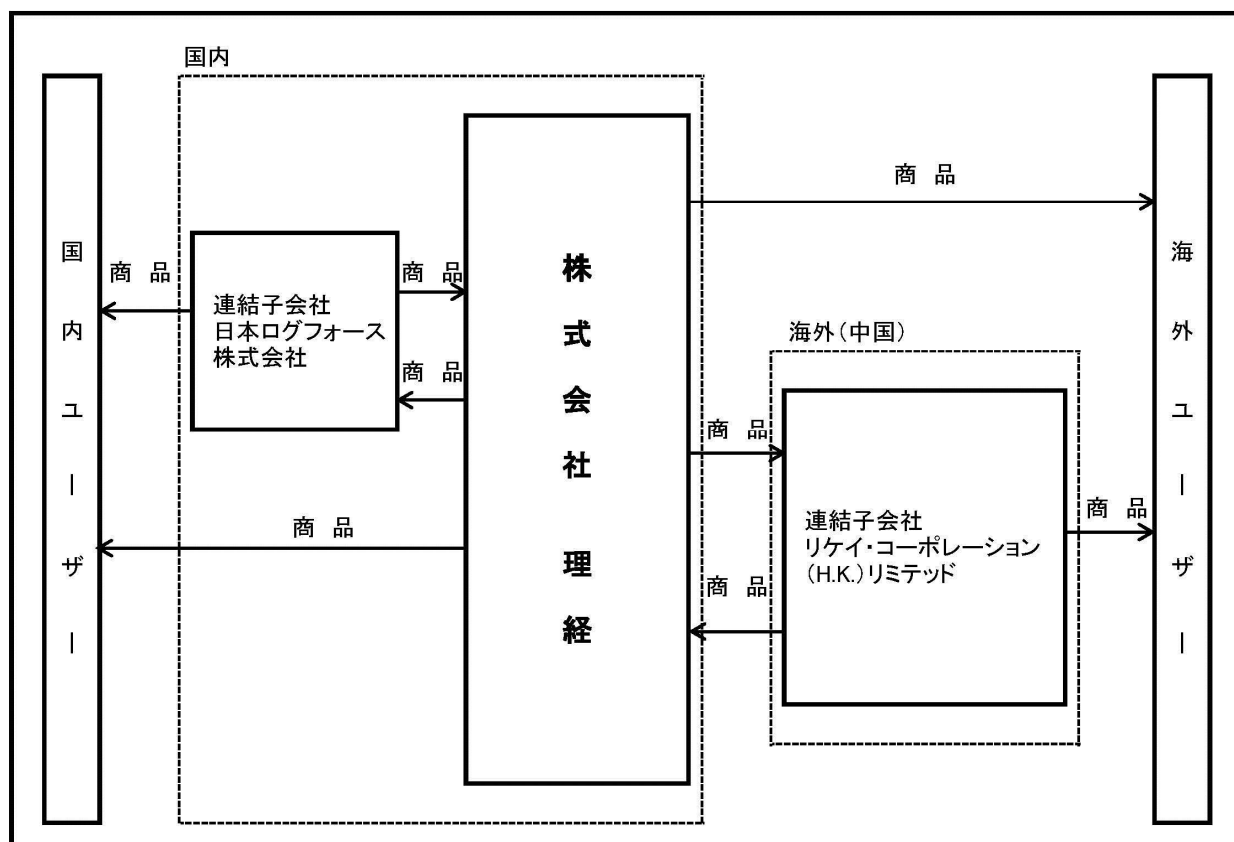 国内
国内ユーザー
商品
連結子会社
日本ログフォース
株式会社
商品
商品
商品
株式会社 理経
商品
海外（中国）
商品
商品
連結子会社
リケイ・コーポレーション
（H.K.）リミテッド
商品
海外ユーザー